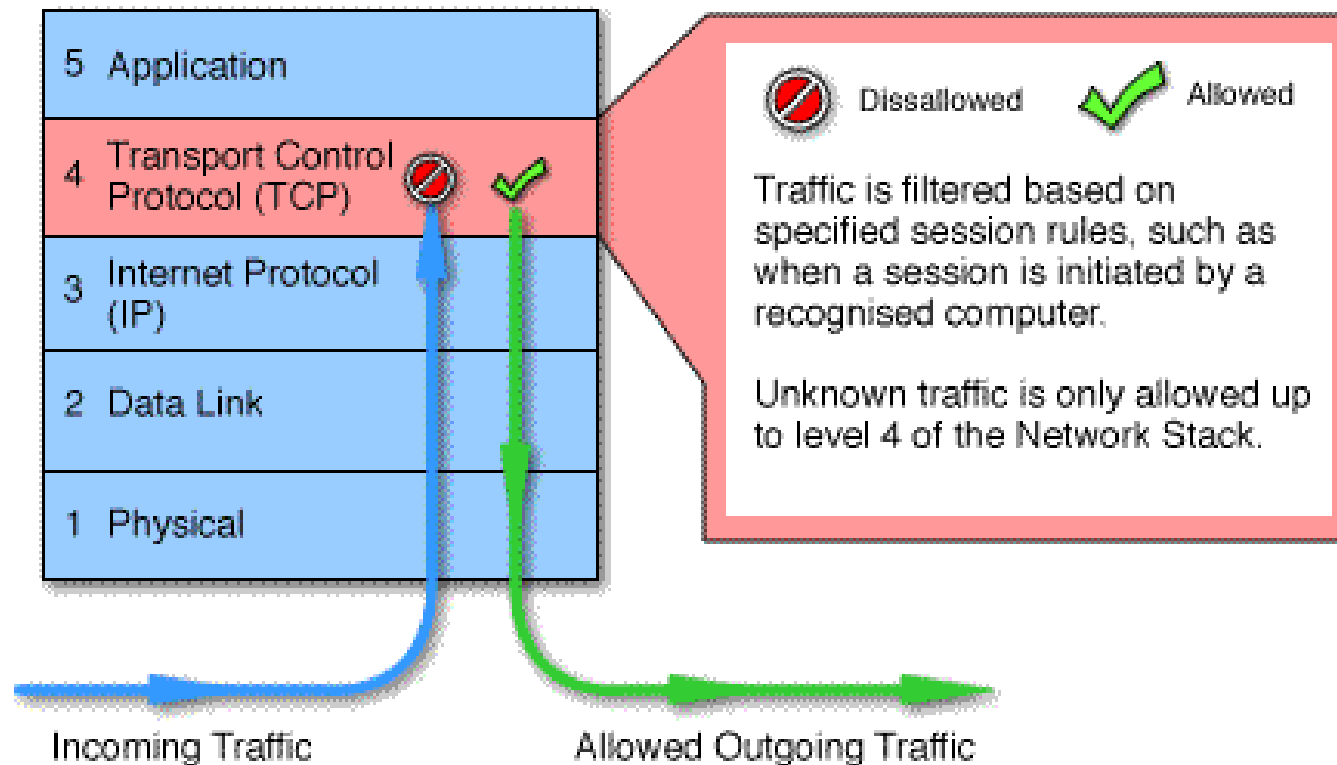 5 Application
4 Transport Control
Protocol (TCP)
3 Internet Protocol
(IP)
2 Data Link
1 Physical
Incoming Traffic
Allowed Outgoing Traffic
Dissallowed
Allowed
Traffic is filtered based on
specified session rules, such as
when a session is initiated by a
recognised computer.
Unknown traffic is only allowed up
to level 4 of the Network Stack.